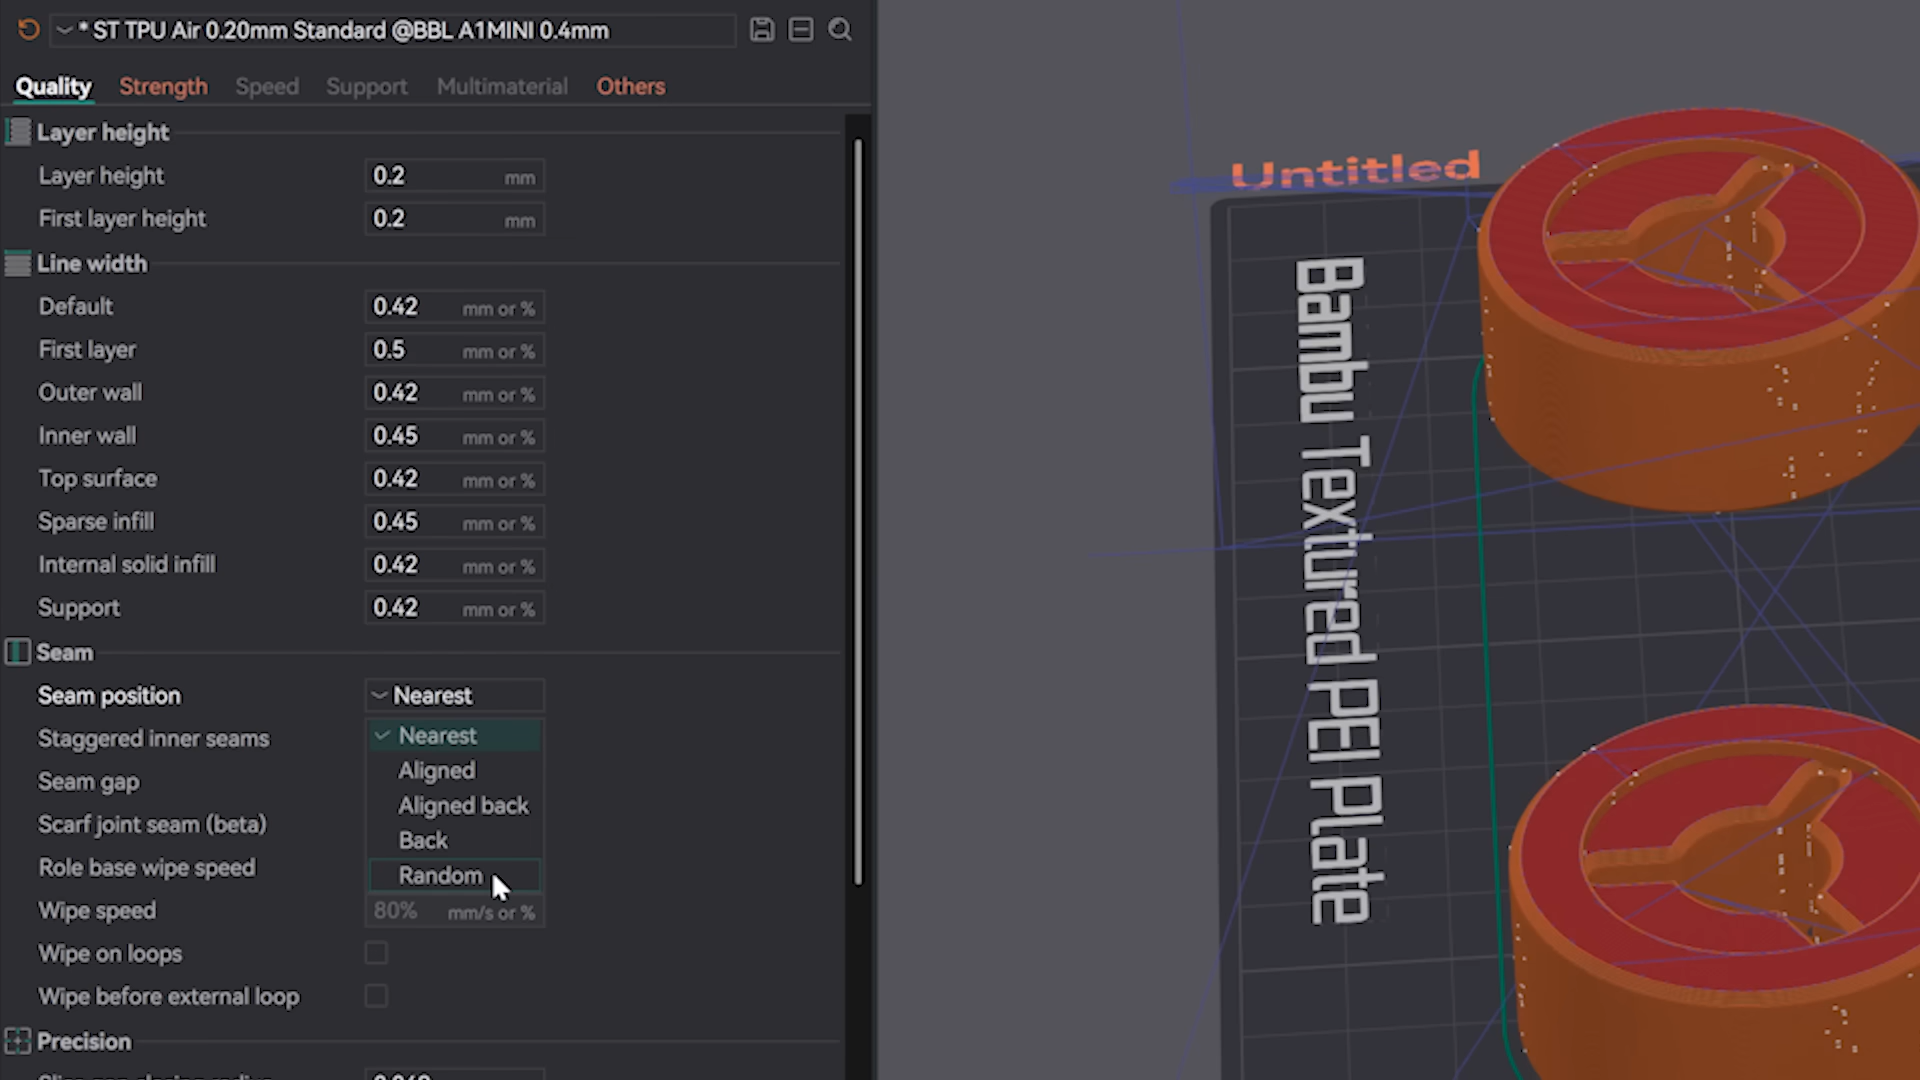 * ST TPU Air 0.20mm Standard @BBL A1MINI 0.4mm
Quality Strength Speed Support Multimaterial Others
Layer height
Layer height 0.2 mm
First layer height 0.2 mm
Line width
Default 0.42 mm or %
First layer 0.5 mm or %
Outer wall 0.42 mm or %
Inner wall 0.45 mm or %
Top surface 0.42 mm or %
Sparse infill 0.45 mm or %
Internal solid infill 0.42 mm or %
Support 0.42 mm or %
Seam
Seam position Nearest
Staggered inner seams Nearest
Aligned
Seam gap
Aligned back
Scarf joint seam (beta)
Back
Role base wipe speed
Random
Wipe speed 80% mm/s or %
Wipe on loops
Wipe before external loop
Precision
Untitled
Bambu Textured PEI Plate